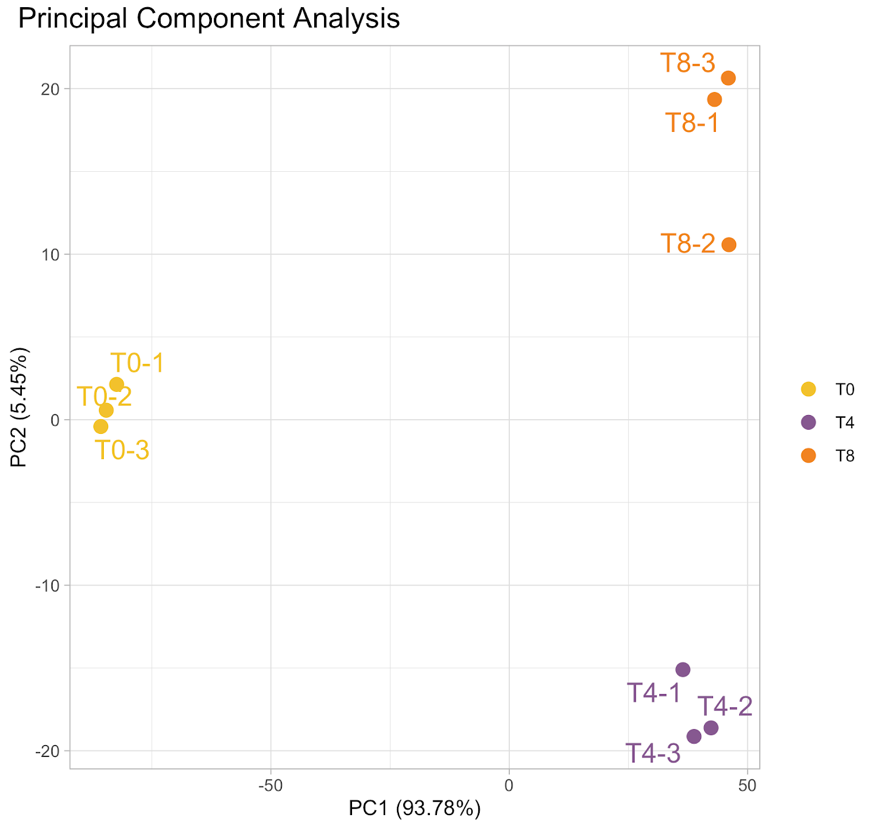 Principal Component Analysis
T8-3
T8-1
T8-2
T0-1
T0-2
T0-3
T4-1
T4-2
T4-3
20
10
0
-10
-20
-50
0
50
PC2 (5.45%)
PC1 (93.78%)
T0
T4
T8